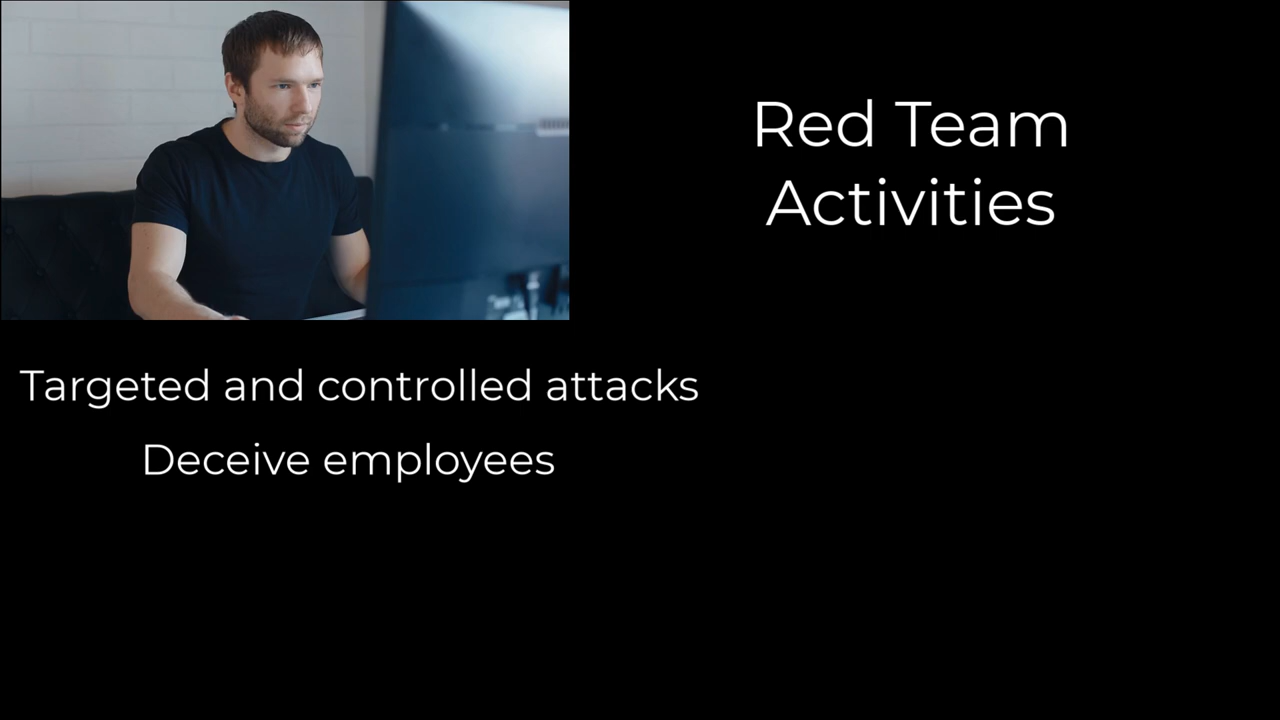 Red Team
Activities
Targeted and controlled attacks
Deceive employees